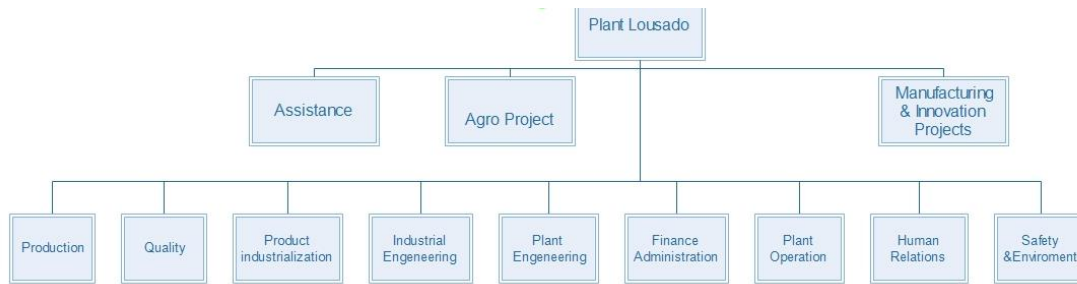 Plant Lousado
Assistance
Agro Project
Manufacturing
& Innovation
Projects
Production
Quality
Product
industrialization
Industrial
Engeneering
Plant
Engeneering
Finance
Administration
Plant
Operation
Human
Relations
Safety
&Enviroment